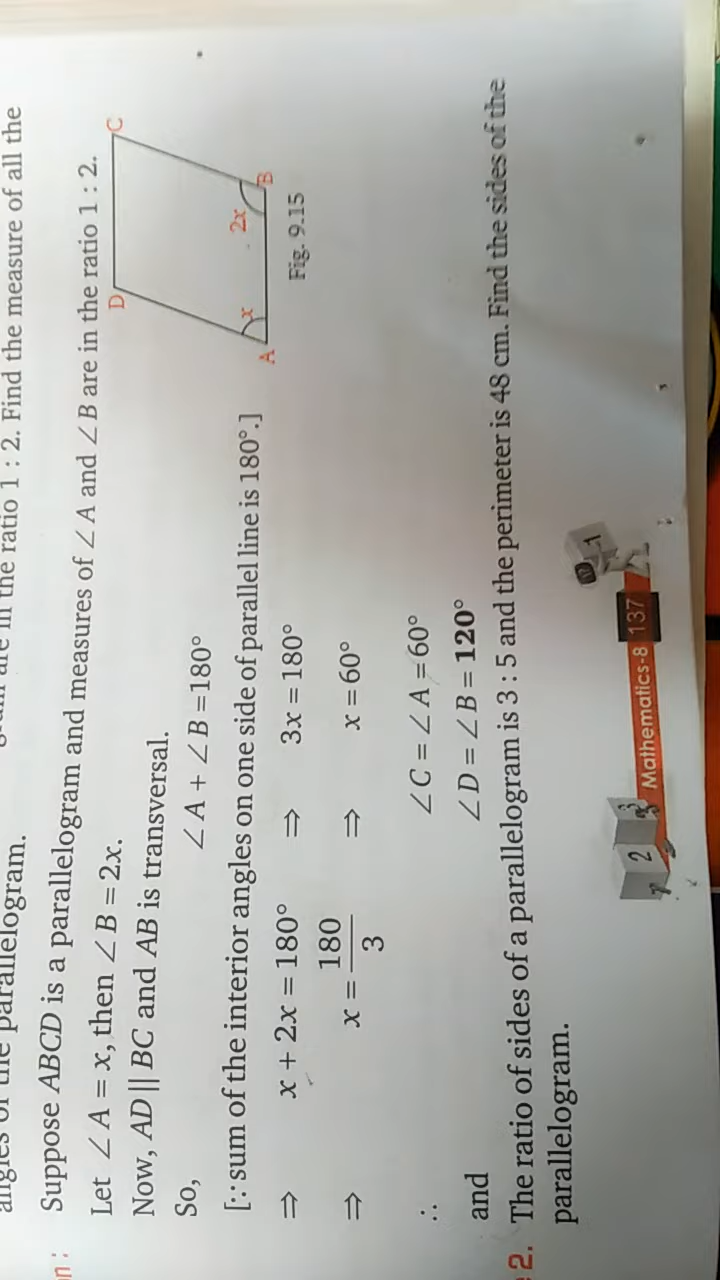 angles of the parallelogram.
are in the ratio 1 : 2. Find the measure of all the
Suppose ABCD is a parallelogram and measures of ∠A and ∠B are in the ratio 1 : 2.
Let ∠A = x, then ∠B = 2x.
Now, AD || BC and AB is transversal.
So,
∠A + ∠B =180°
[∵ sum of the interior angles on one side of parallel line is 180°.]
⇒ x + 2x = 180° ⇒ 3x = 180°
⇒ x = 180/3 ⇒ x = 60°
∴ ∠C = ∠A = 60°
and ∠D = ∠B = 120°
D
C
A
x
2x
B
Fig. 9.15
2. The ratio of sides of a parallelogram is 3 : 5 and the perimeter is 48 cm. Find the sides of the
parallelogram.
2
3
Mathematics-8 137
1